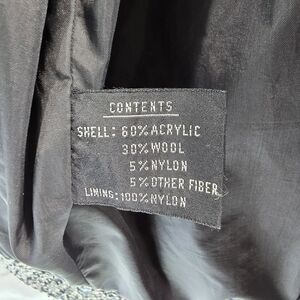 CONTENTS
SHELL: 60% ACRYLIC
30% WOOL
5% NYLON
5% OTHER FIBER
LINING: 100% NYLON